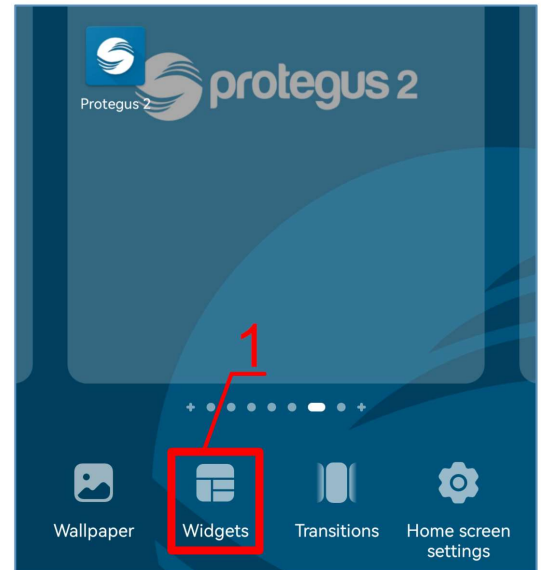 protegus 2
Protegus 2
1
Wallpaper
Widgets
Transitions
Home screen
settings